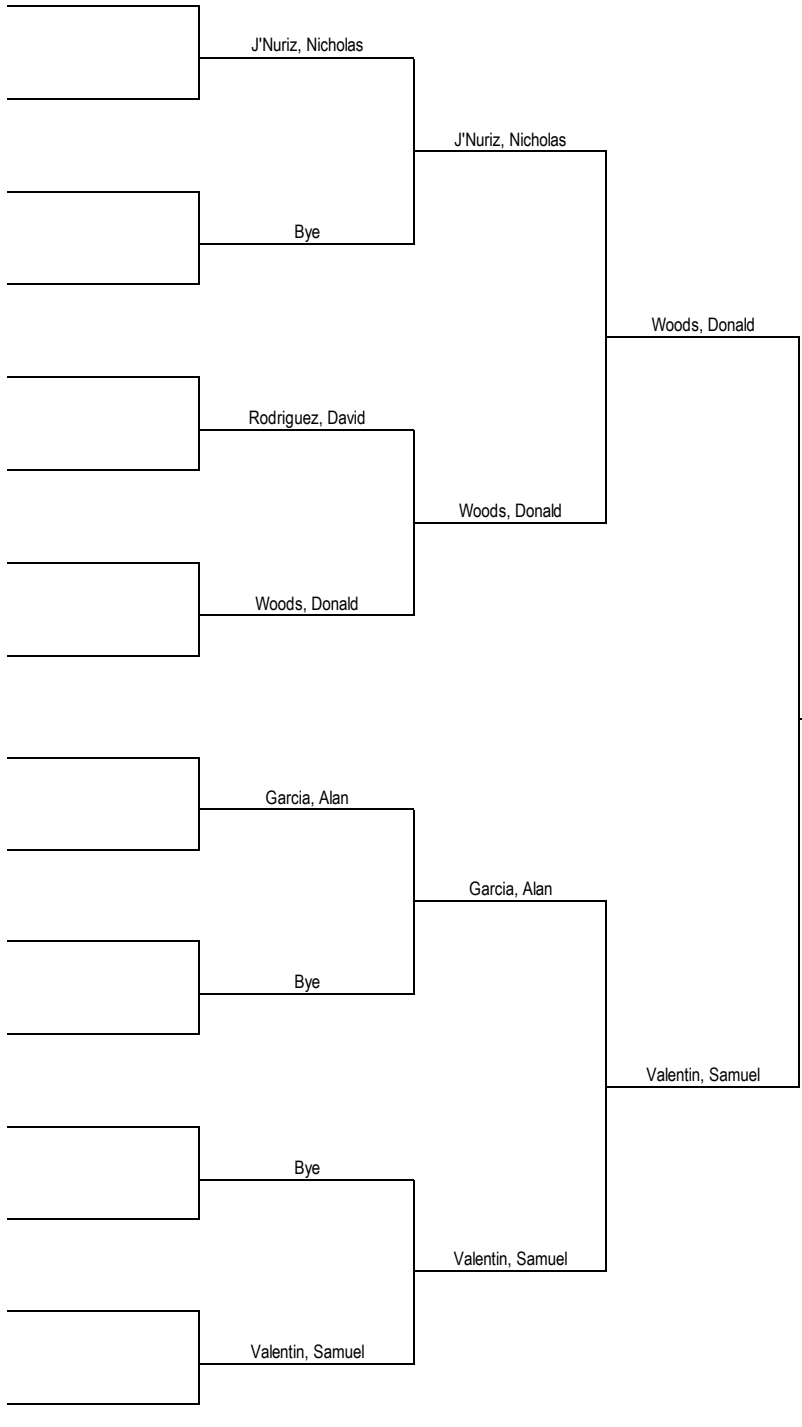 J'Nuriz, Nicholas
J'Nuriz, Nicholas
Bye
Woods, Donald
Rodriguez, David
Woods, Donald
Woods, Donald
Garcia, Alan
Garcia, Alan
Bye
Valentin, Samuel
Bye
Valentin, Samuel
Valentin, Samuel